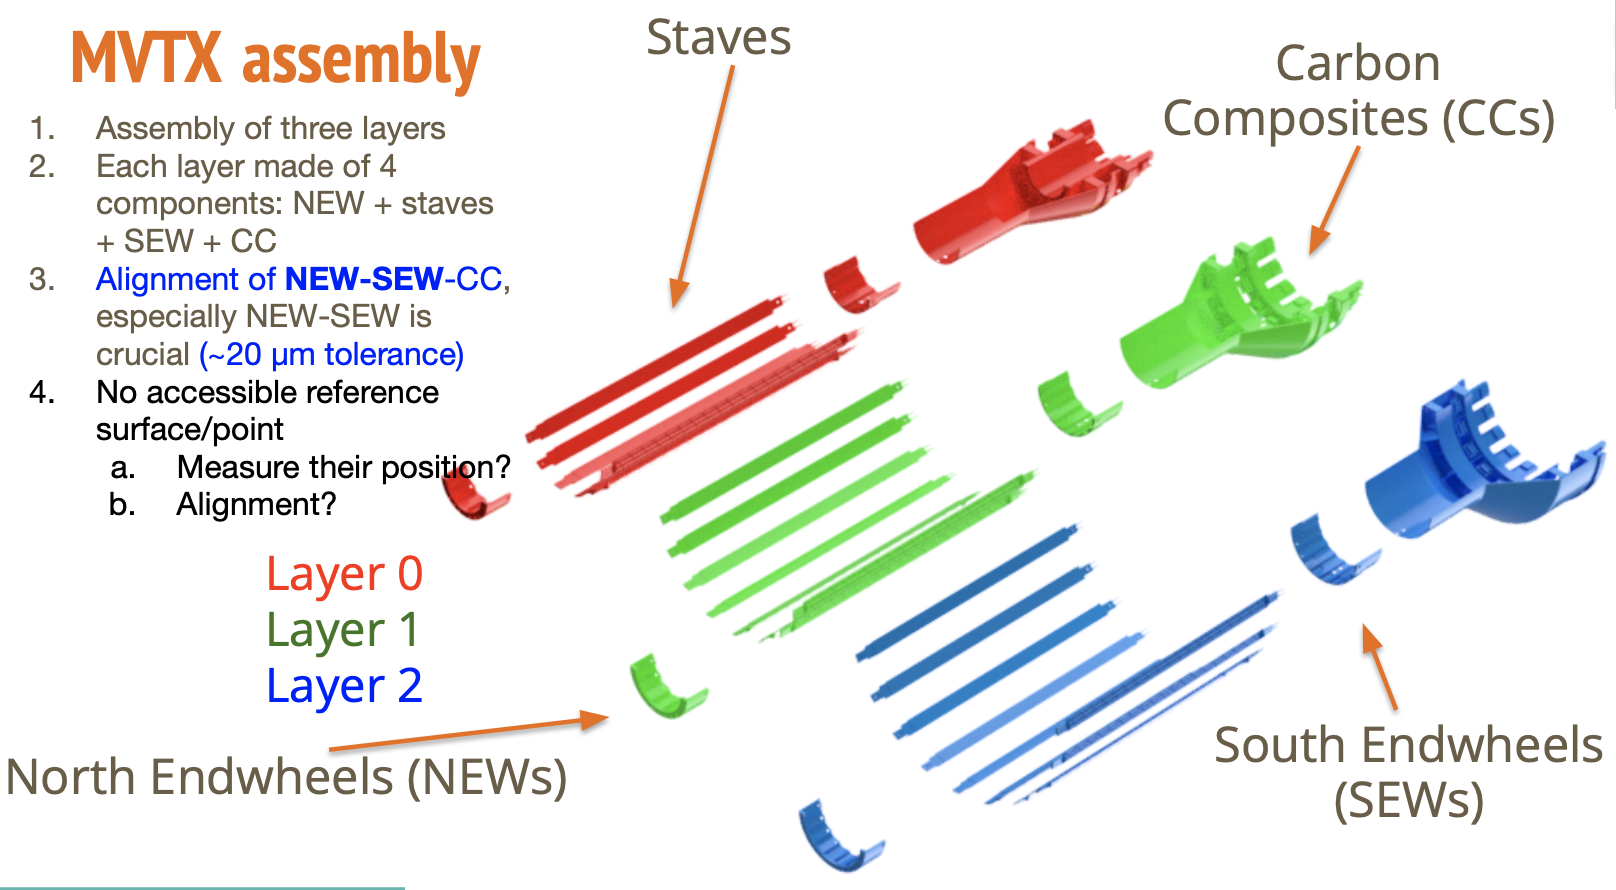 MVTX assembly
1. Assembly of three layers
2. Each layer made of 4
components: NEW + staves
+ SEW + CC
3. Alignment of NEW-SEW-CC,
especially NEW-SEW is
crucial (~20 μm tolerance)
4. No accessible reference
surface/point
a. Measure their position?
b. Alignment?
Layer 0
Layer 1
Layer 2
North Endwheels (NEWs)
Staves
Carbon
Composites (CCs)
South Endwheels
(SEWs)